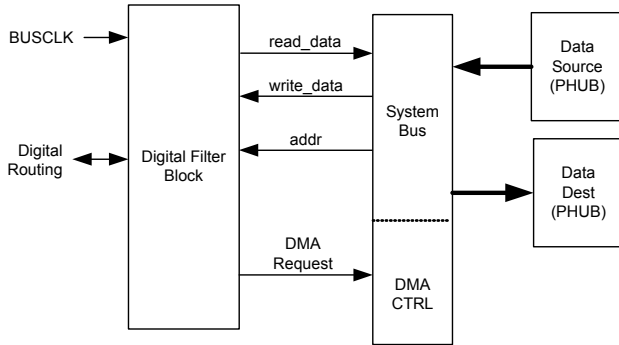 BUSCLK
Digital
Routing
Digital Filter
Block
read_data
write_data
addr
DMA
Request
System
Bus
DMA
CTRL
Data
Source
(PHUB)
Data
Dest
(PHUB)